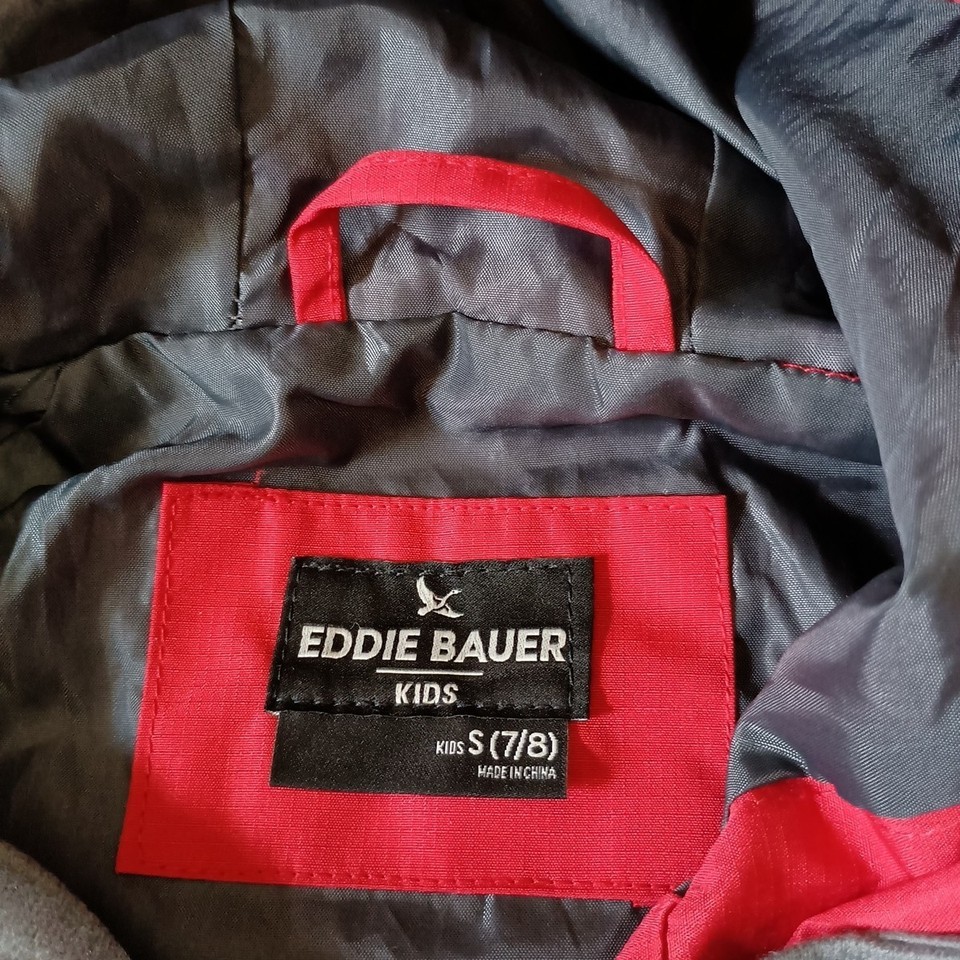 EDDIE BAUER
KIDS
KIDS S (7/8)
MADE IN CHINA